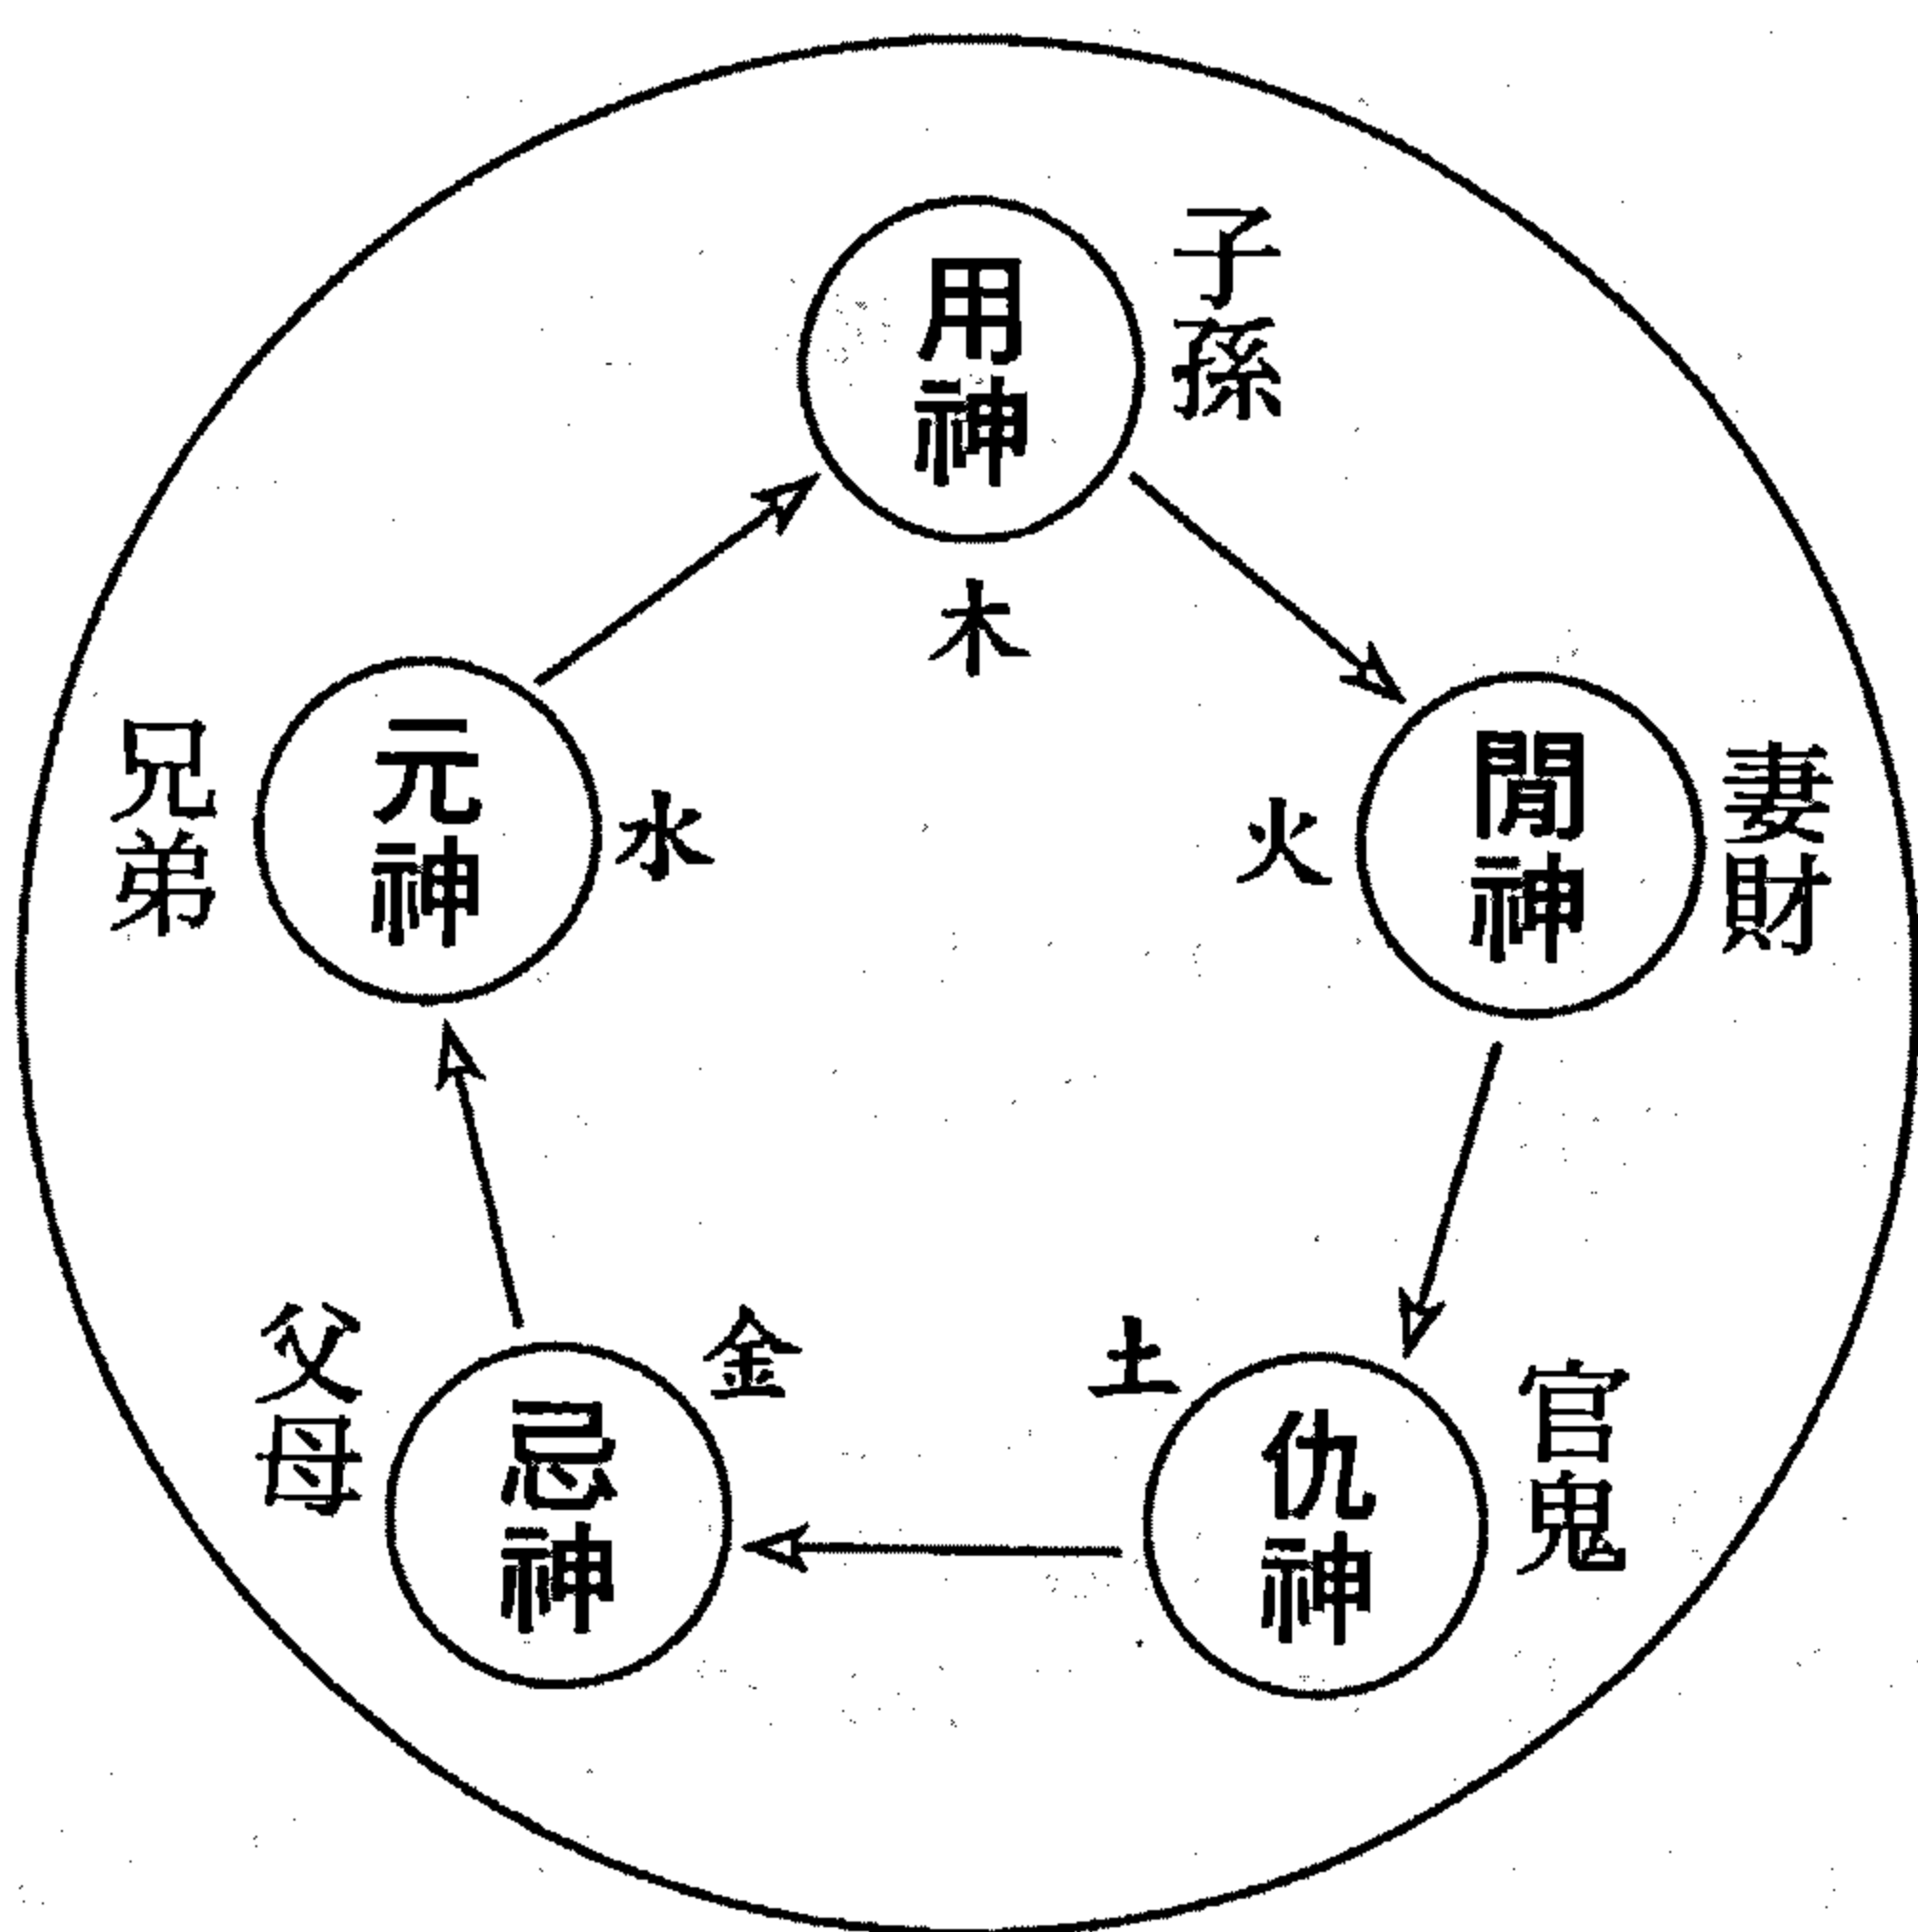 用神
子孫
木
閒神
妻財
火
仇神
官鬼
土
忌神
父母
金
元神
兄弟
水